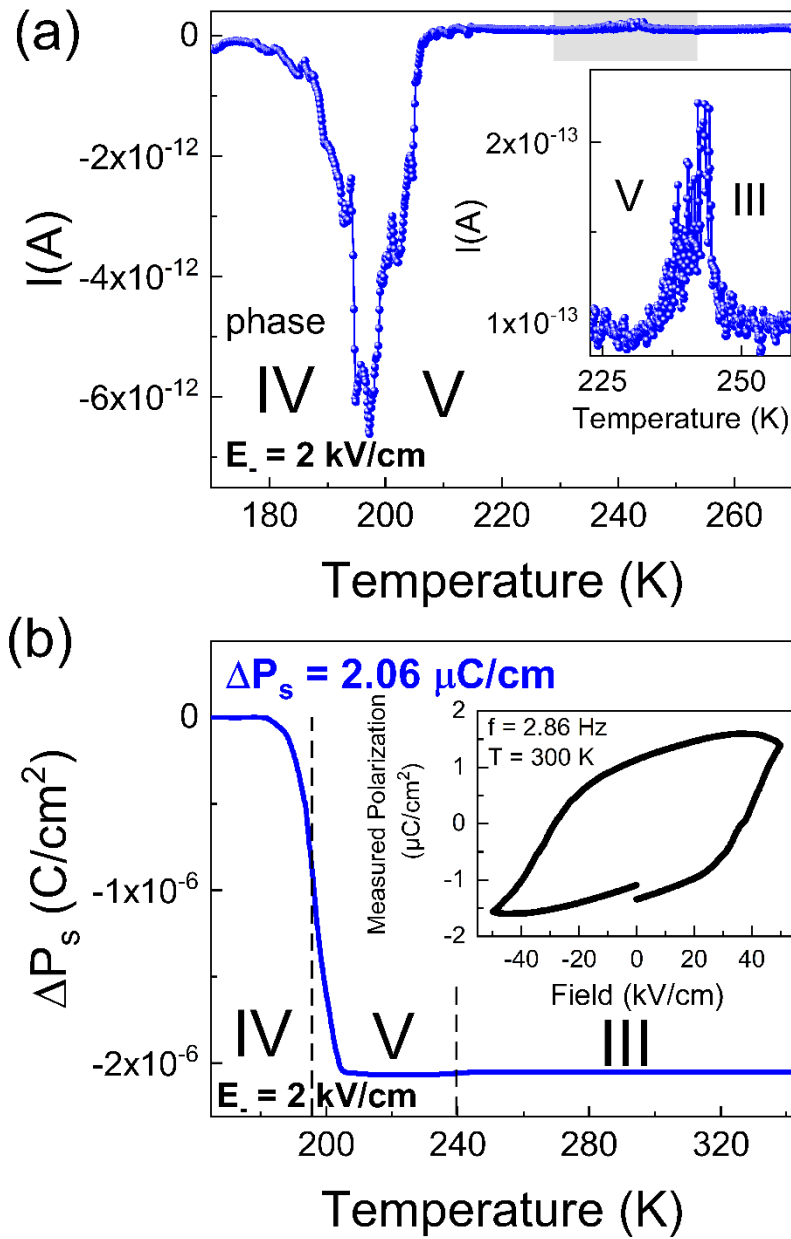 (a)
0
-2x10⁻¹²
-4x10⁻¹²
-6x10⁻¹²
I(A)
phase
IV
V
E₋ = 2 kV/cm
2x10⁻¹³
1x10⁻¹³
I(A)
V
III
225 250
Temperature (K)
180 200 220 240 260
Temperature (K)
(b)
ΔPₛ = 2.06 μC/cm
0
-1x10⁻⁶
-2x10⁻⁶
ΔPₛ (C/cm²)
Measured Polarization
(μC/cm²)
2
1
0
-1
-2
f = 2.86 Hz
T = 300 K
-40 -20 0 20 40
Field (kV/cm)
IV V III
E₋ = 2 kV/cm
200 240 280 320
Temperature (K)